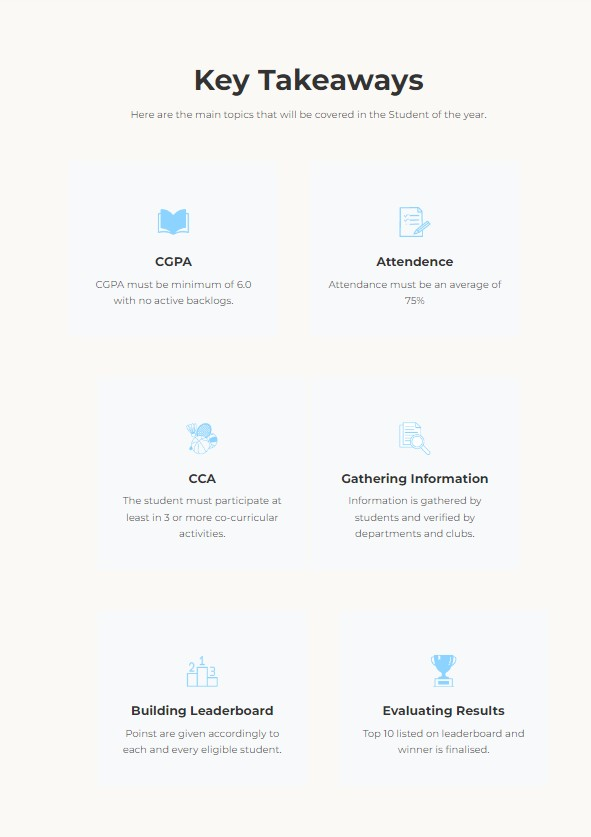 Key Takeaways
Here are the main topics that will be covered in the Student of the year.
CGPA
CGPA must be minimum of 6.0
with no active backlogs.
Attendence
Attendance must be an average of
75%
CCA
The student must participate at
least in 3 or more co-curricular
activities.
Gathering Information
Information is gathered by
students and verified by
departments and clubs.
2 1 3
Building Leaderboard
Poinst are given accordingly to
each and every eligible student.
Evaluating Results
Top 10 listed on leaderboard and
winner is finalised.